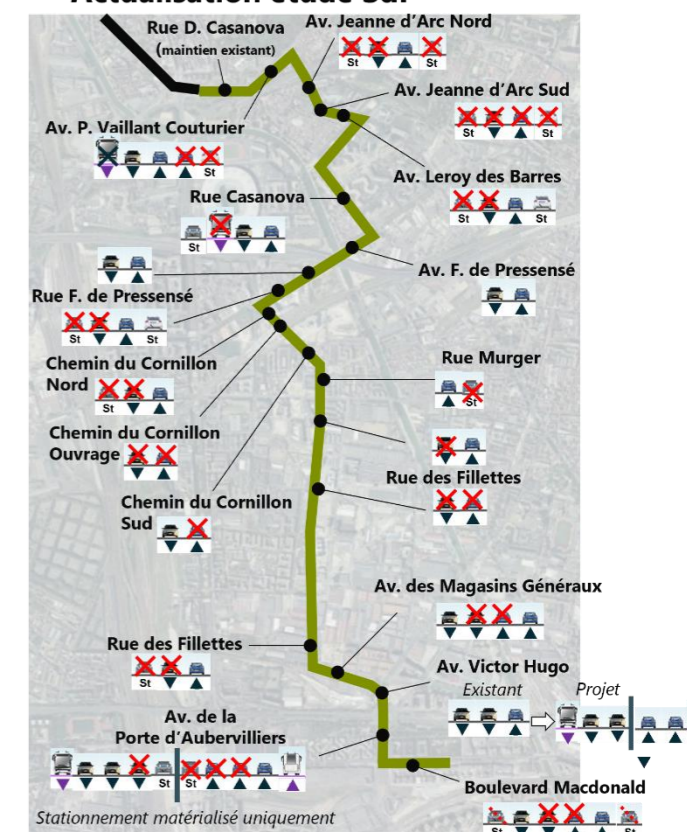 Actualisation étude Sur
Rue D. Casanova
(maintien existant)
Av. Jeanne d'Arc Nord
St St
Av. Jeanne d'Arc Sud
St St
Av. P. Vaillant Couturier
St
Av. Leroy des Barres
St St
Rue Casanova
St
Av. F. de Pressensé
Rue F. de Pressensé
St St
Chemin du Cornillon
Nord
St
Rue Murger
St
Chemin du Cornillon
Ouvrage
Rue des Fillettes
Chemin du Cornillon
Sud
Av. des Magasins Généraux
Rue des Fillettes
St
Av. Victor Hugo
Existant Projet
Av. de la
Porte d'Aubervilliers
St St
Boulevard Macdonald
St St
Stationnement matérialisé uniquement